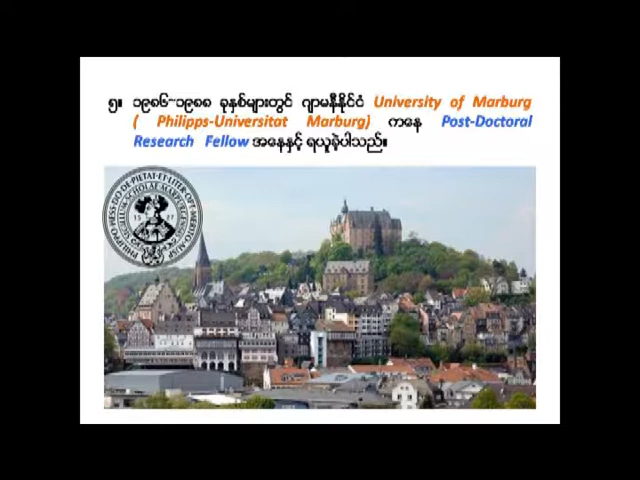 ၅။ ၁၉၈၆-၁၉၈၈ ခုနှစ်များတွင် ဂျာမနီနိုင်ငံ University of Marburg
( Philipps-Universitat Marburg) ကနေ Post-Doctoral
Research Fellow အနေနှင့် ရယူခဲ့ပါသည်။
1527